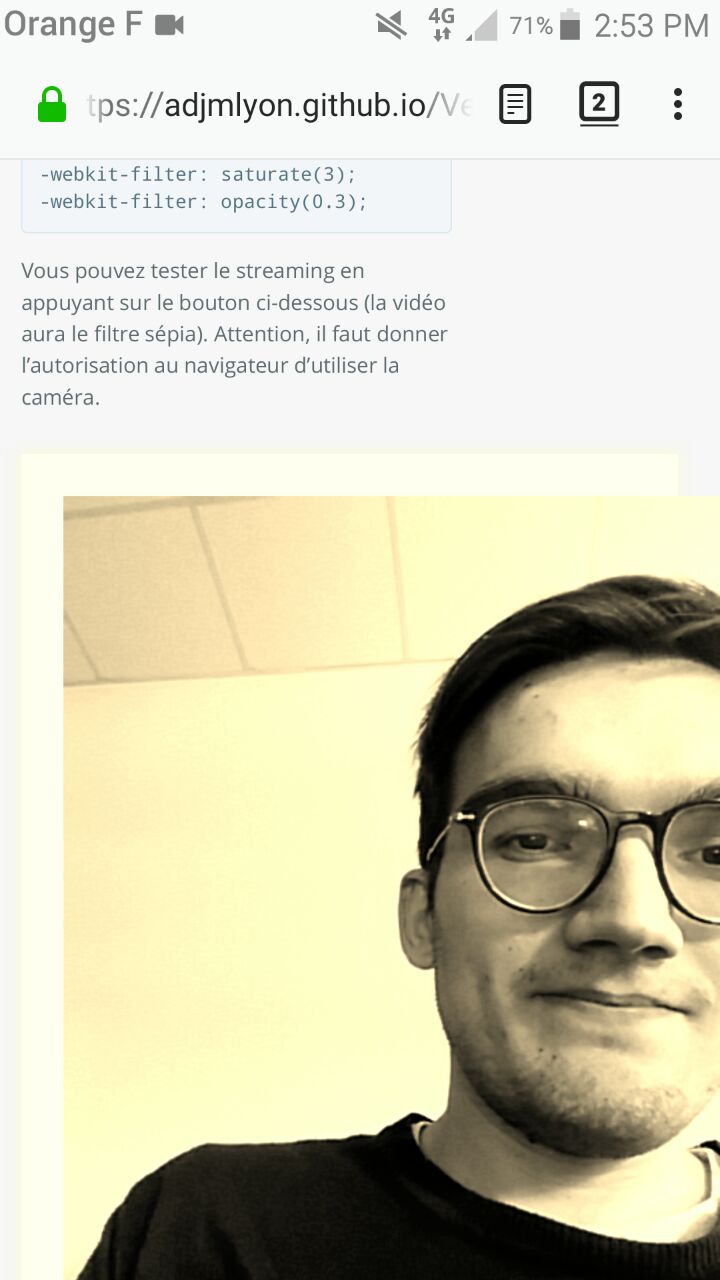 Orange F 4G 71% 2:53 PM
tps://adjmlyon.github.io/Ve 2
-webkit-filter: saturate(3);
-webkit-filter: opacity(0.3);
Vous pouvez tester le streaming en
appuyant sur le bouton ci-dessous (la vidéo
aura le filtre sépia). Attention, il faut donner
l’autorisation au navigateur d’utiliser la
caméra.